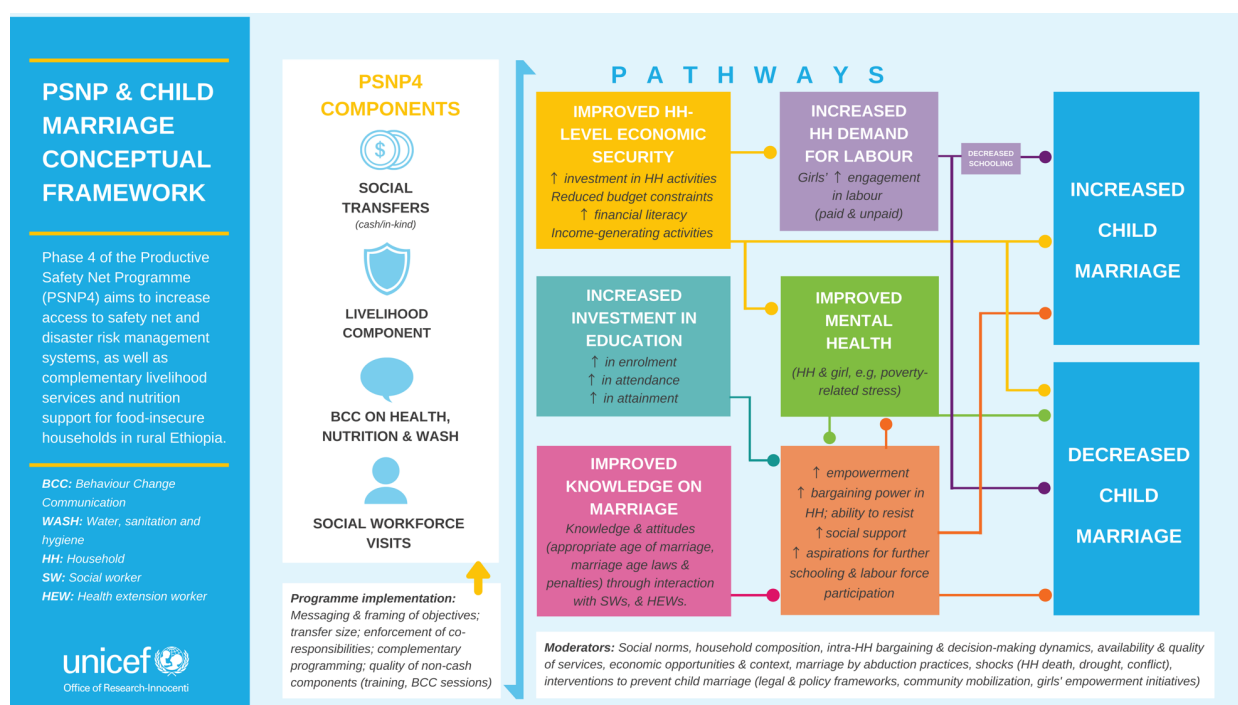 PSNP & CHILD
MARRIAGE
CONCEPTUAL
FRAMEWORK
Phase 4 of the Productive
Safety Net Programme
(PSNP4) aims to increase
access to safety net and
disaster risk management
systems, as well as
complementary livelihood
services and nutrition
support for food-insecure
households in rural Ethiopia.
BCC: Behaviour Change
Communication
WASH: Water, sanitation and
hygiene
HH: Household
SW: Social worker
HEW: Health extension worker
unicef
Office of Research-Innocenti
PSNP4
COMPONENTS
$
SOCIAL
TRANSFERS
(cash/in-kind)
LIVELIHOOD
COMPONENT
BCC ON HEALTH,
NUTRITION & WASH
SOCIAL WORKFORCE
VISITS
Programme implementation:
Messaging & framing of objectives;
transfer size; enforcement of co-
responsibilities; complementary
programming; quality of non-cash
components (training, BCC sessions)
PATHWAYS
IMPROVED HH-
LEVEL ECONOMIC
SECURITY
↑ investment in HH activities
Reduced budget constraints
↑ financial literacy
Income-generating activities
INCREASED
HH DEMAND
FOR LABOUR
Girls' ↑ engagement
in labour
(paid & unpaid)
DECREASED
SCHOOLING
INCREASED
CHILD
MARRIAGE
INCREASED
INVESTMENT IN
EDUCATION
↑ in enrolment
↑ in attendance
↑ in attainment
IMPROVED
MENTAL
HEALTH
(HH & girl, e.g, poverty-
related stress)
DECREASED
CHILD
MARRIAGE
IMPROVED
KNOWLEDGE ON
MARRIAGE
Knowledge & attitudes
(appropriate age of marriage,
marriage age laws &
penalties) through interaction
with SWs, & HEWs.
↑ empowerment
↑ bargaining power in
HH; ability to resist
↑ social support
↑ aspirations for further
schooling & labour force
participation
Moderators: Social norms, household composition, intra-HH bargaining & decision-making dynamics, availability & quality
of services, economic opportunities & context, marriage by abduction practices, shocks (HH death, drought, conflict),
interventions to prevent child marriage (legal & policy frameworks, community mobilization, girls' empowerment initiatives)